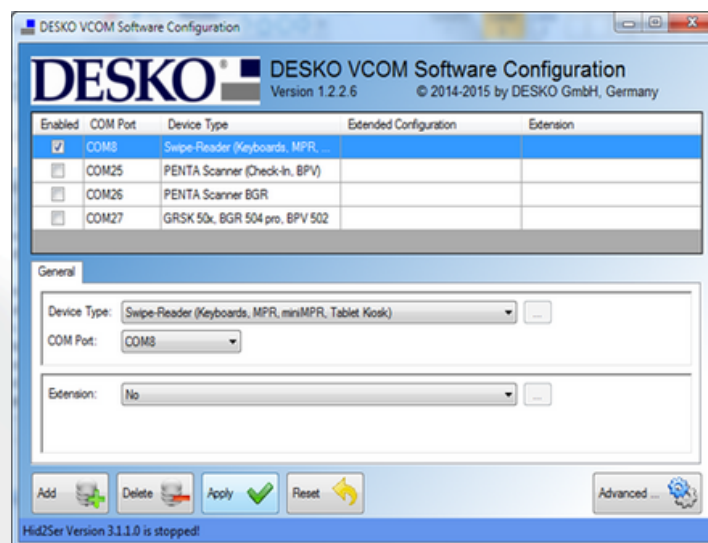 DESKO VCOM Software Configuration
DESKO
DESKO VCOM Software Configuration
Version 1.2.2.6 © 2014-2015 by DESKO GmbH, Germany
Enabled COM Port Device Type Extended Configuration Extension
COM8 Swipe-Reader (Keyboards, MPR, ...
COM25 PENTA Scanner (Check-In, BPV)
COM26 PENTA Scanner BGR
COM27 GRSK 50x, BGR 504 pro, BPV 502
General
Device Type: Swipe-Reader (Keyboards, MPR, miniMPR, Tablet Kiosk) ...
COM Port: COM8
Extension: No ...
Add Delete Apply Reset Advanced ...
Hid2Ser Version 3.1.1.0 is stopped!